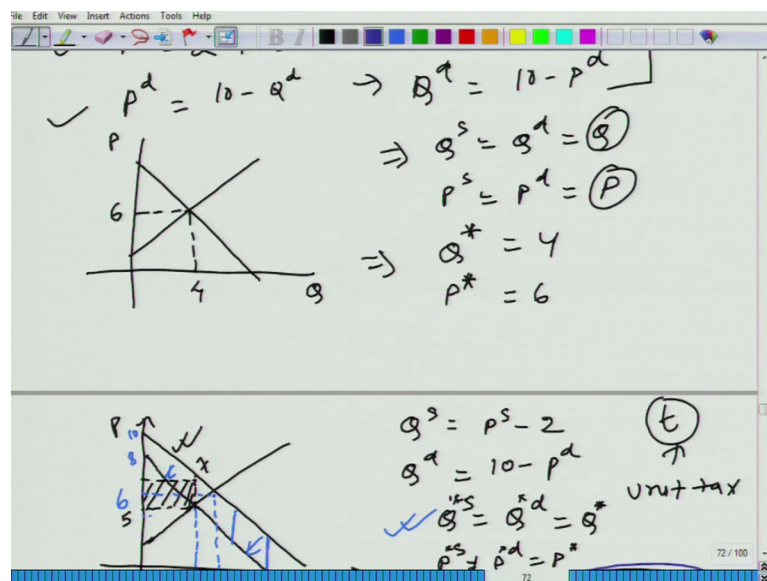 File Edit View Insert Actions Tools Help
P^d = 10 - Q^d → Q^d = 10 - P^d
P
⇒ Q^s = Q^d = Q
6
P^s = P^d = P
⇒ Q* = 4
4
Q
P* = 6
P
10
8
x
6
5
Q^s = P^s - 2
t
Q^d = 10 - P^d
unit tax
Q*^s = Q*^d = Q*
P*^s ≠ P*^d = P*
72 / 100
72